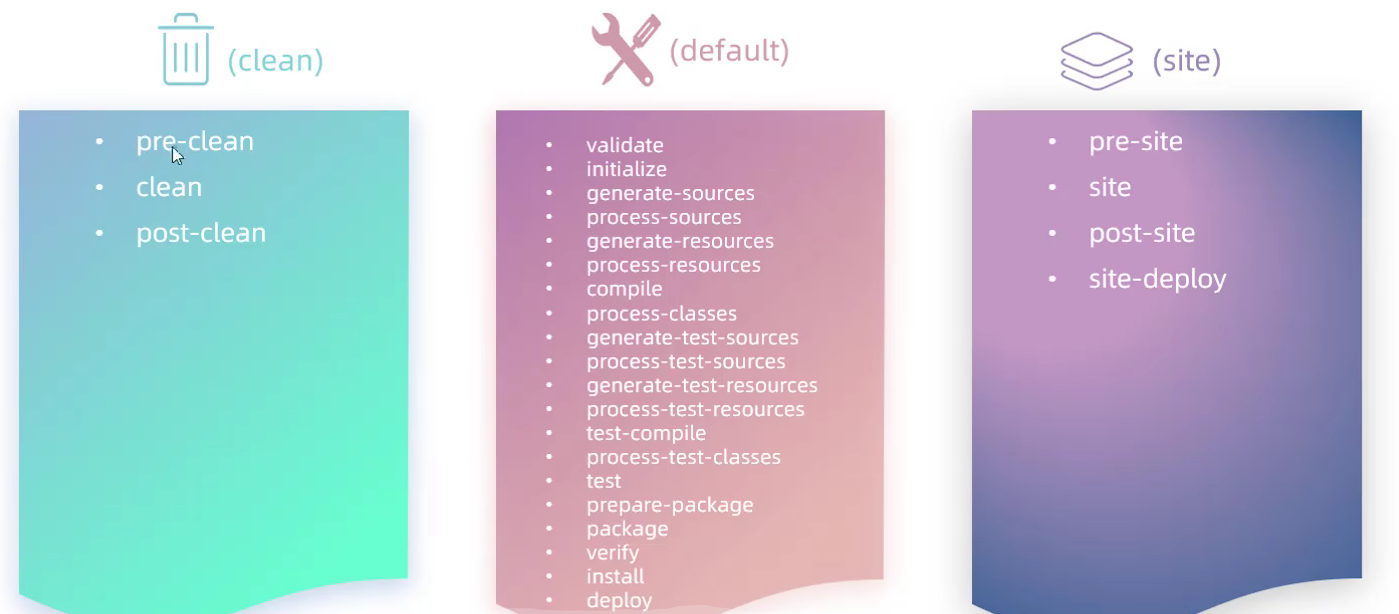 (clean)
• pre-clean
• clean
• post-clean
(default)
• validate
• initialize
• generate-sources
• process-sources
• generate-resources
• process-resources
• compile
• process-classes
• generate-test-sources
• process-test-sources
• generate-test-resources
• process-test-resources
• test-compile
• process-test-classes
• test
• prepare-package
• package
• verify
• install
• deploy
(site)
• pre-site
• site
• post-site
• site-deploy